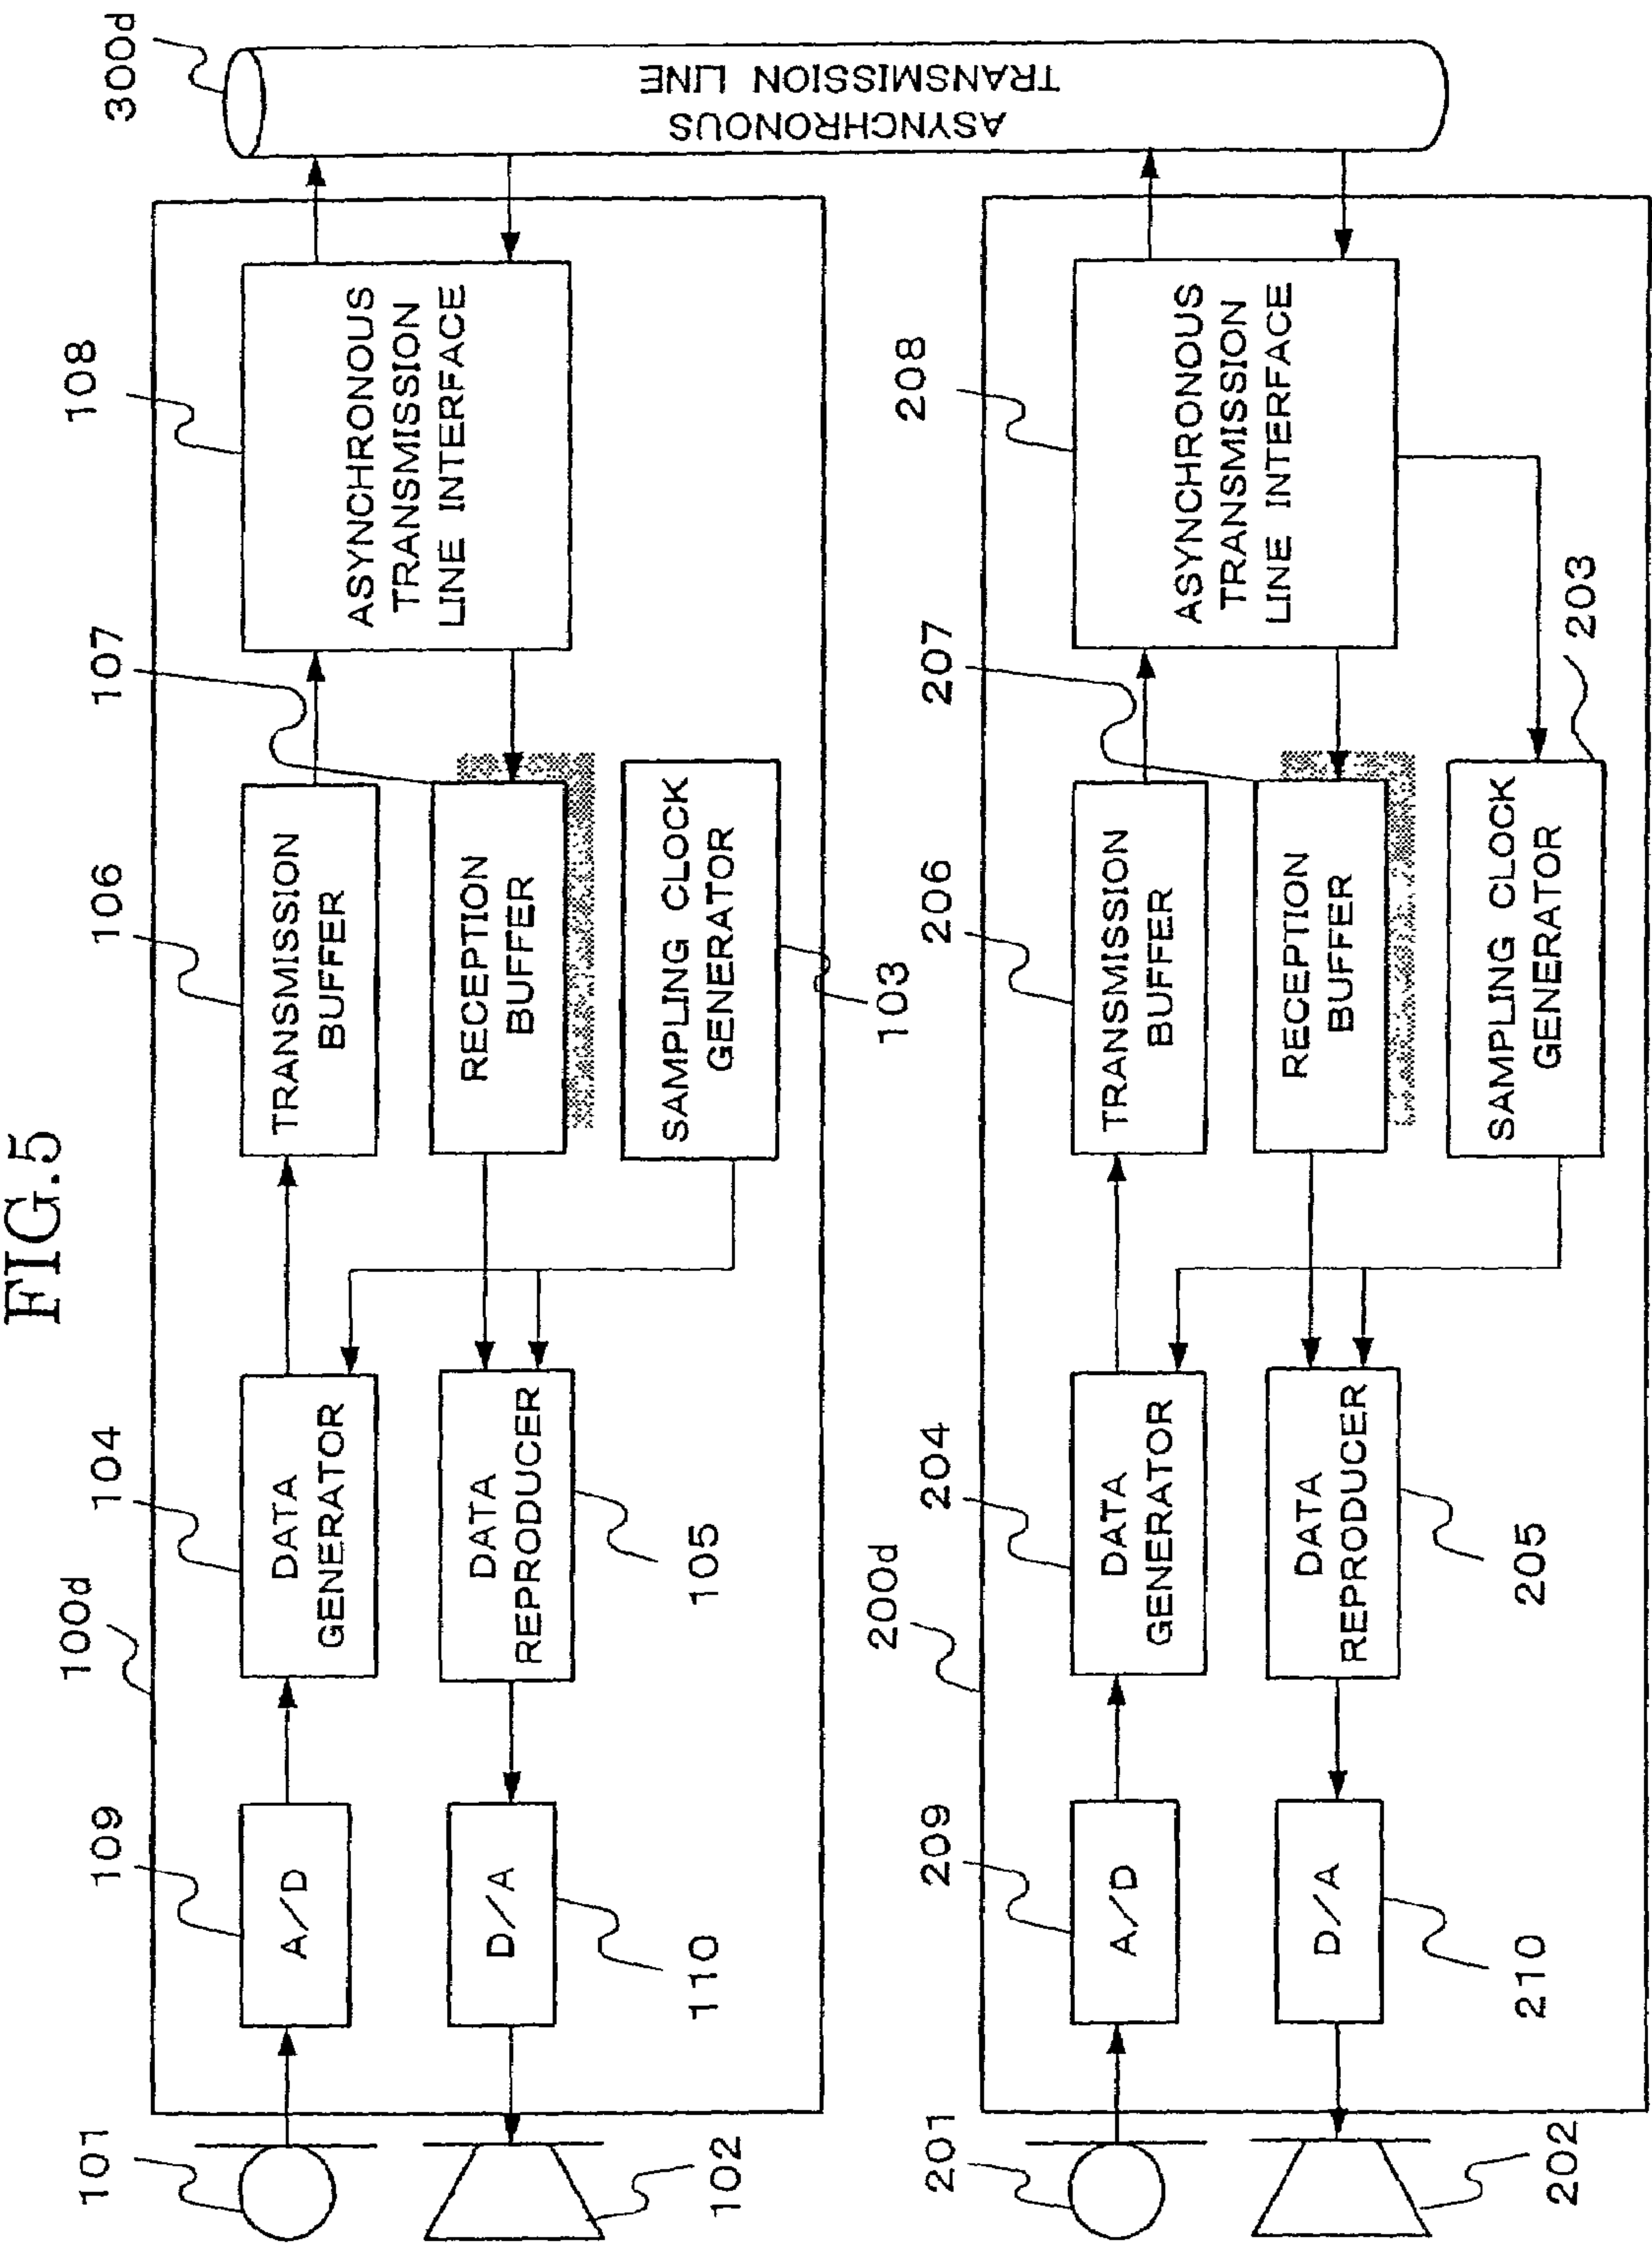 FIG.5
100d
101
109
A/D
104
DATA
GENERATOR
106
TRANSMISSION
BUFFER
107
108
ASYNCHRONOUS
TRANSMISSION
LINE INTERFACE
300d
ASYNCHRONOUS
TRANSMISSION LINE
102
D/A
110
DATA
REPRODUCER
105
RECEPTION
BUFFER
SAMPLING CLOCK
GENERATOR
103
200d
201
209
A/D
204
DATA
GENERATOR
206
TRANSMISSION
BUFFER
207
208
ASYNCHRONOUS
TRANSMISSION
LINE INTERFACE
202
D/A
210
DATA
REPRODUCER
205
RECEPTION
BUFFER
SAMPLING CLOCK
GENERATOR
203